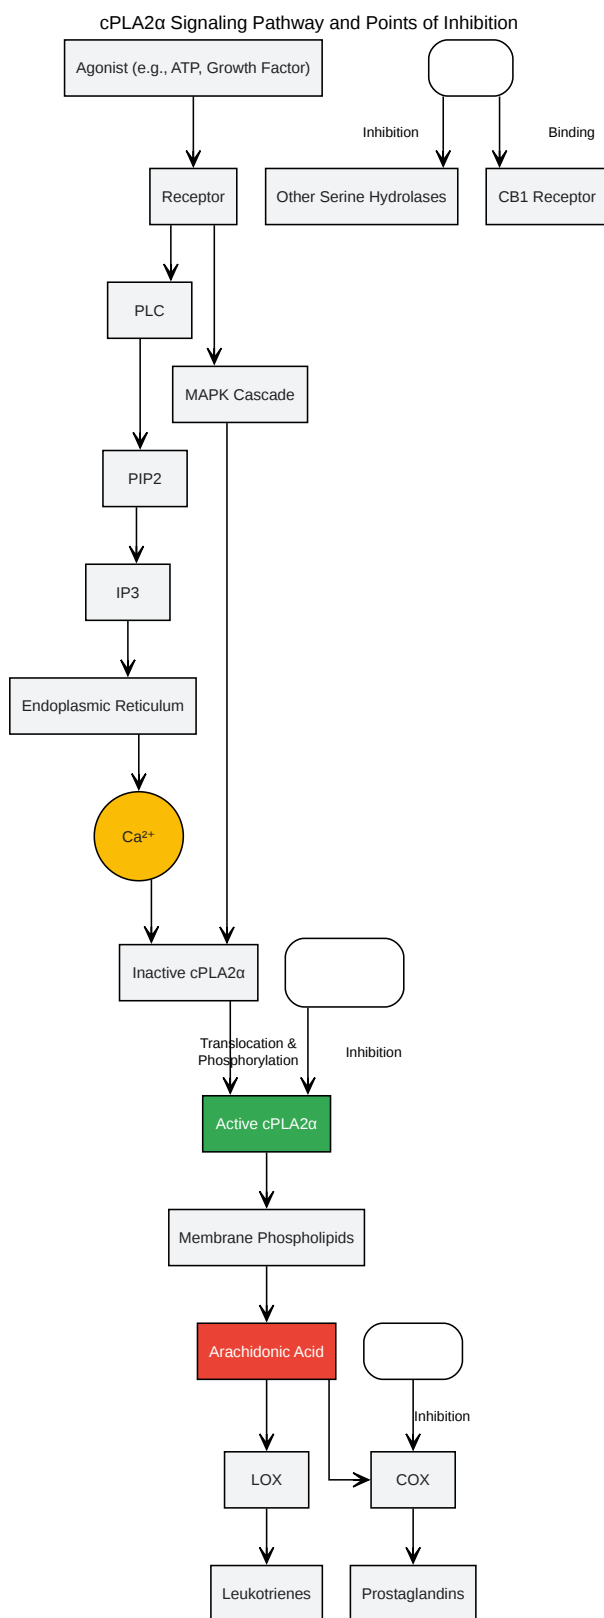 cPLA2α Signaling Pathway and Points of Inhibition
Agonist (e.g., ATP, Growth Factor)
Inhibition
Binding
Receptor
Other Serine Hydrolases
CB1 Receptor
PLC
MAPK Cascade
PIP2
IP3
Endoplasmic Reticulum
Ca²⁺
Inactive cPLA2α
Translocation &
Phosphorylation
Inhibition
Active cPLA2α
Membrane Phospholipids
Arachidonic Acid
Inhibition
LOX
COX
Leukotrienes
Prostaglandins